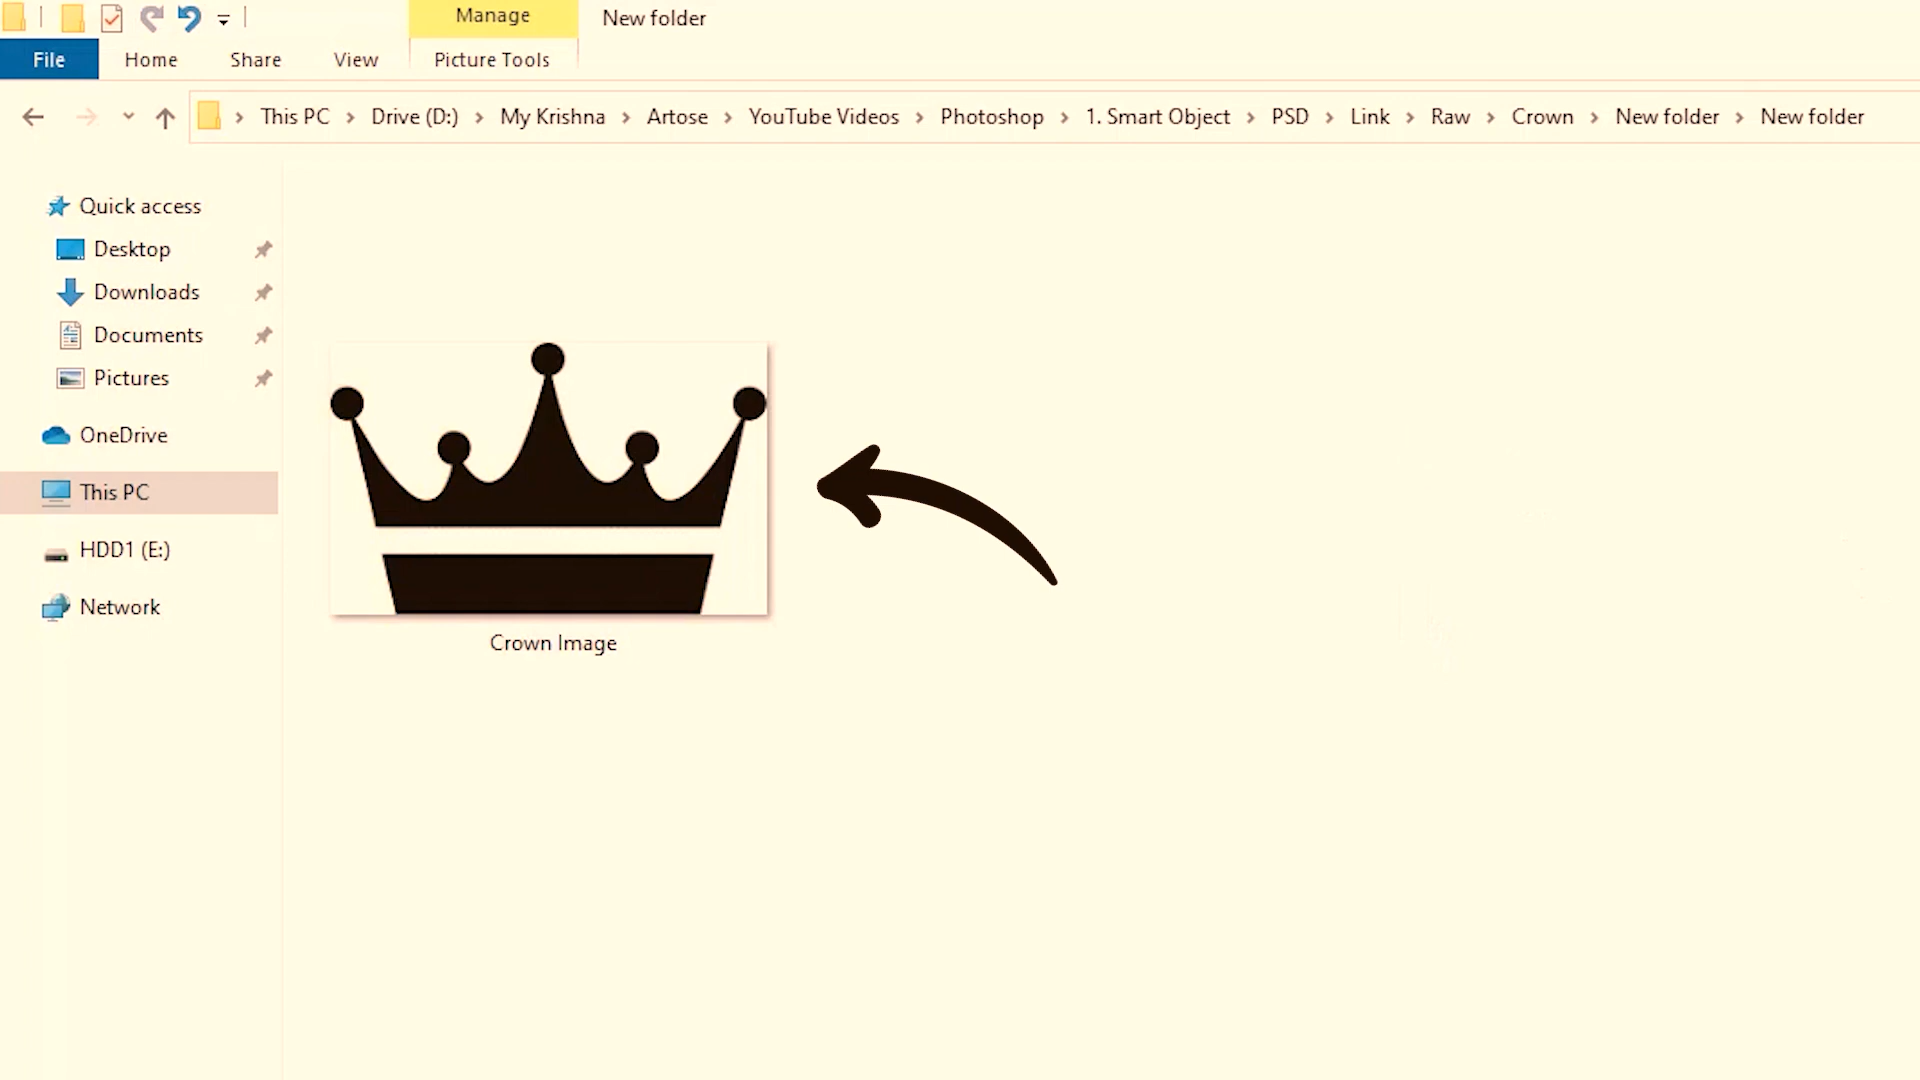 Manage
New folder
File
Home
Share
View
Picture Tools
This PC > Drive (D:) > My Krishna > Artose > YouTube Videos > Photoshop > 1. Smart Object > PSD > Link > Raw > Crown > New folder > New folder
Quick access
Desktop
Downloads
Documents
Pictures
OneDrive
This PC
HDD1 (E:)
Network
Crown Image